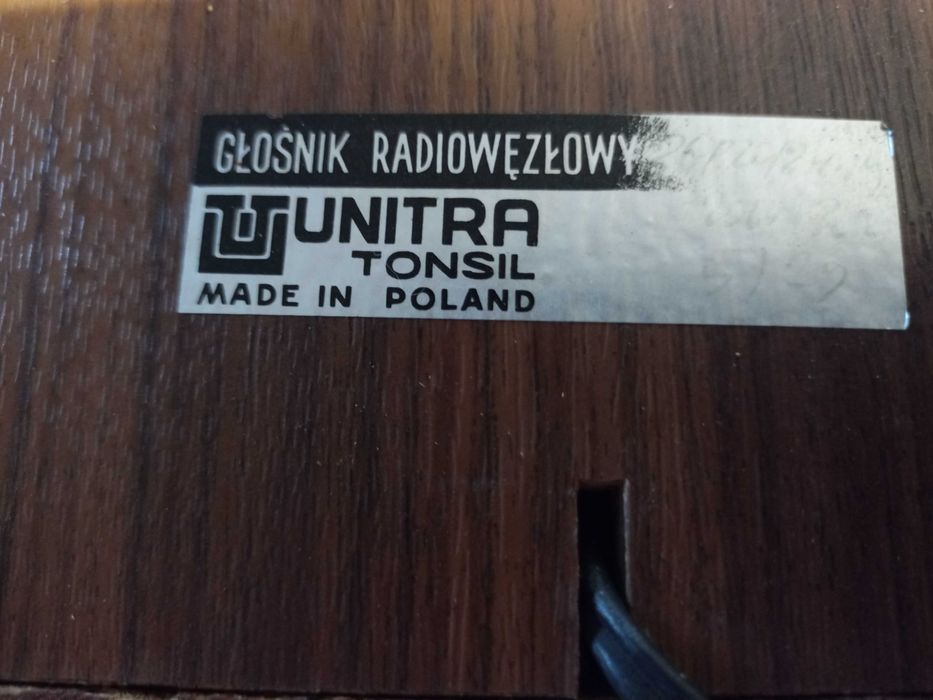 GŁOŚNIK RADIOWĘZŁOWY
UNITRA
TONSIL
MADE IN POLAND